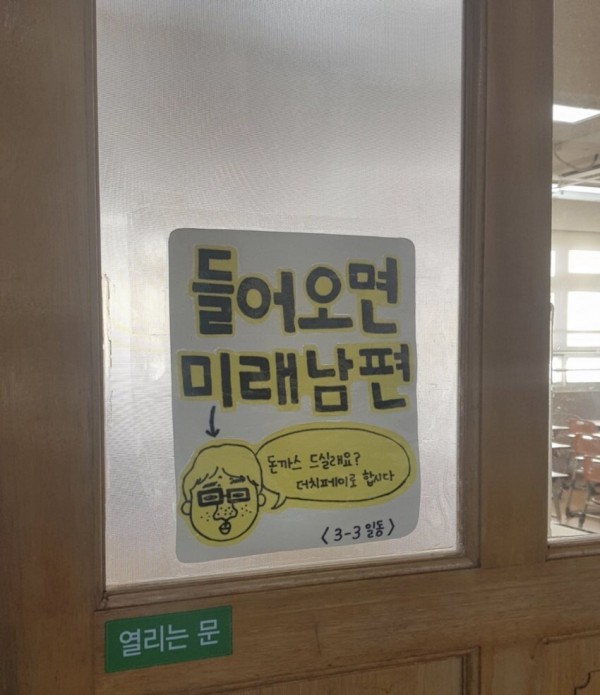 들어오면
미래남편
돈까스 드실래요?
더치페이로 합시다
〈3-3 일동〉
열리는 문